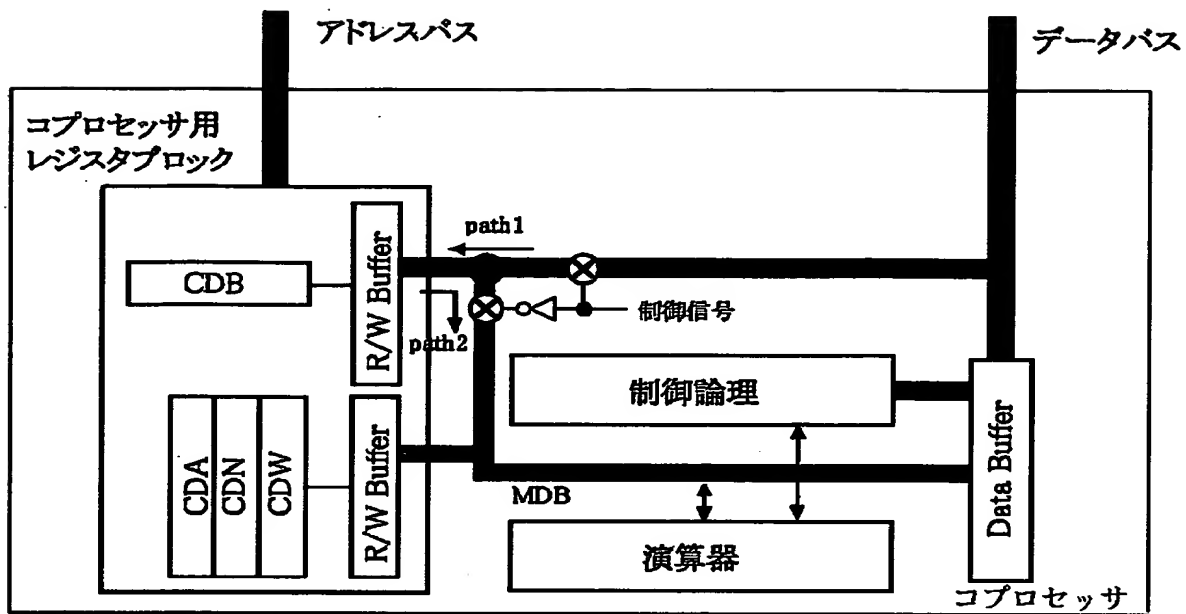 アドレスバス
データバス
コプロセッサ用
レジスタブロック
path1
R/W Buffer
CDB
制御信号
path2
制御論理
Data Buffer
CDA
CDN
CDW
R/W Buffer
MDB
演算器
コプロセッサ